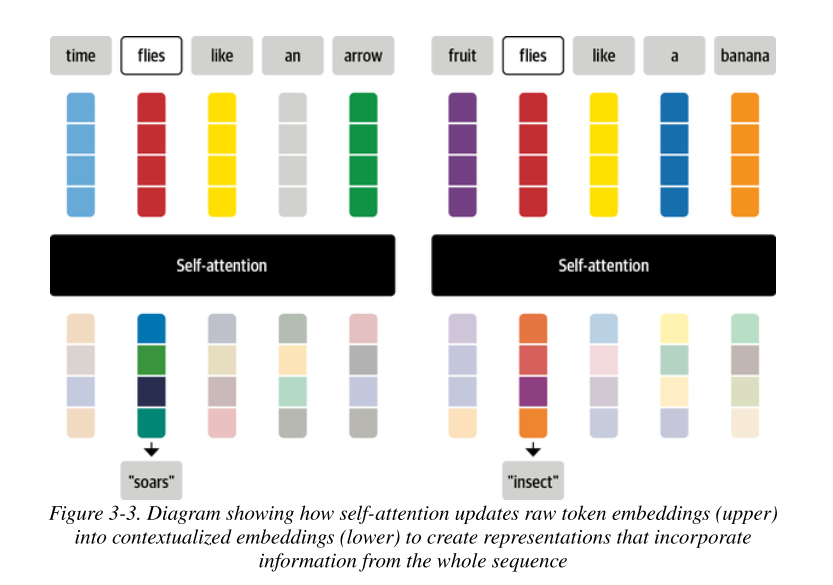 time flies like an arrow fruit flies like a banana
Self-attention Self-attention
"soars" "insect"
Figure 3-3. Diagram showing how self-attention updates raw token embeddings (upper)
into contextualized embeddings (lower) to create representations that incorporate
information from the whole sequence